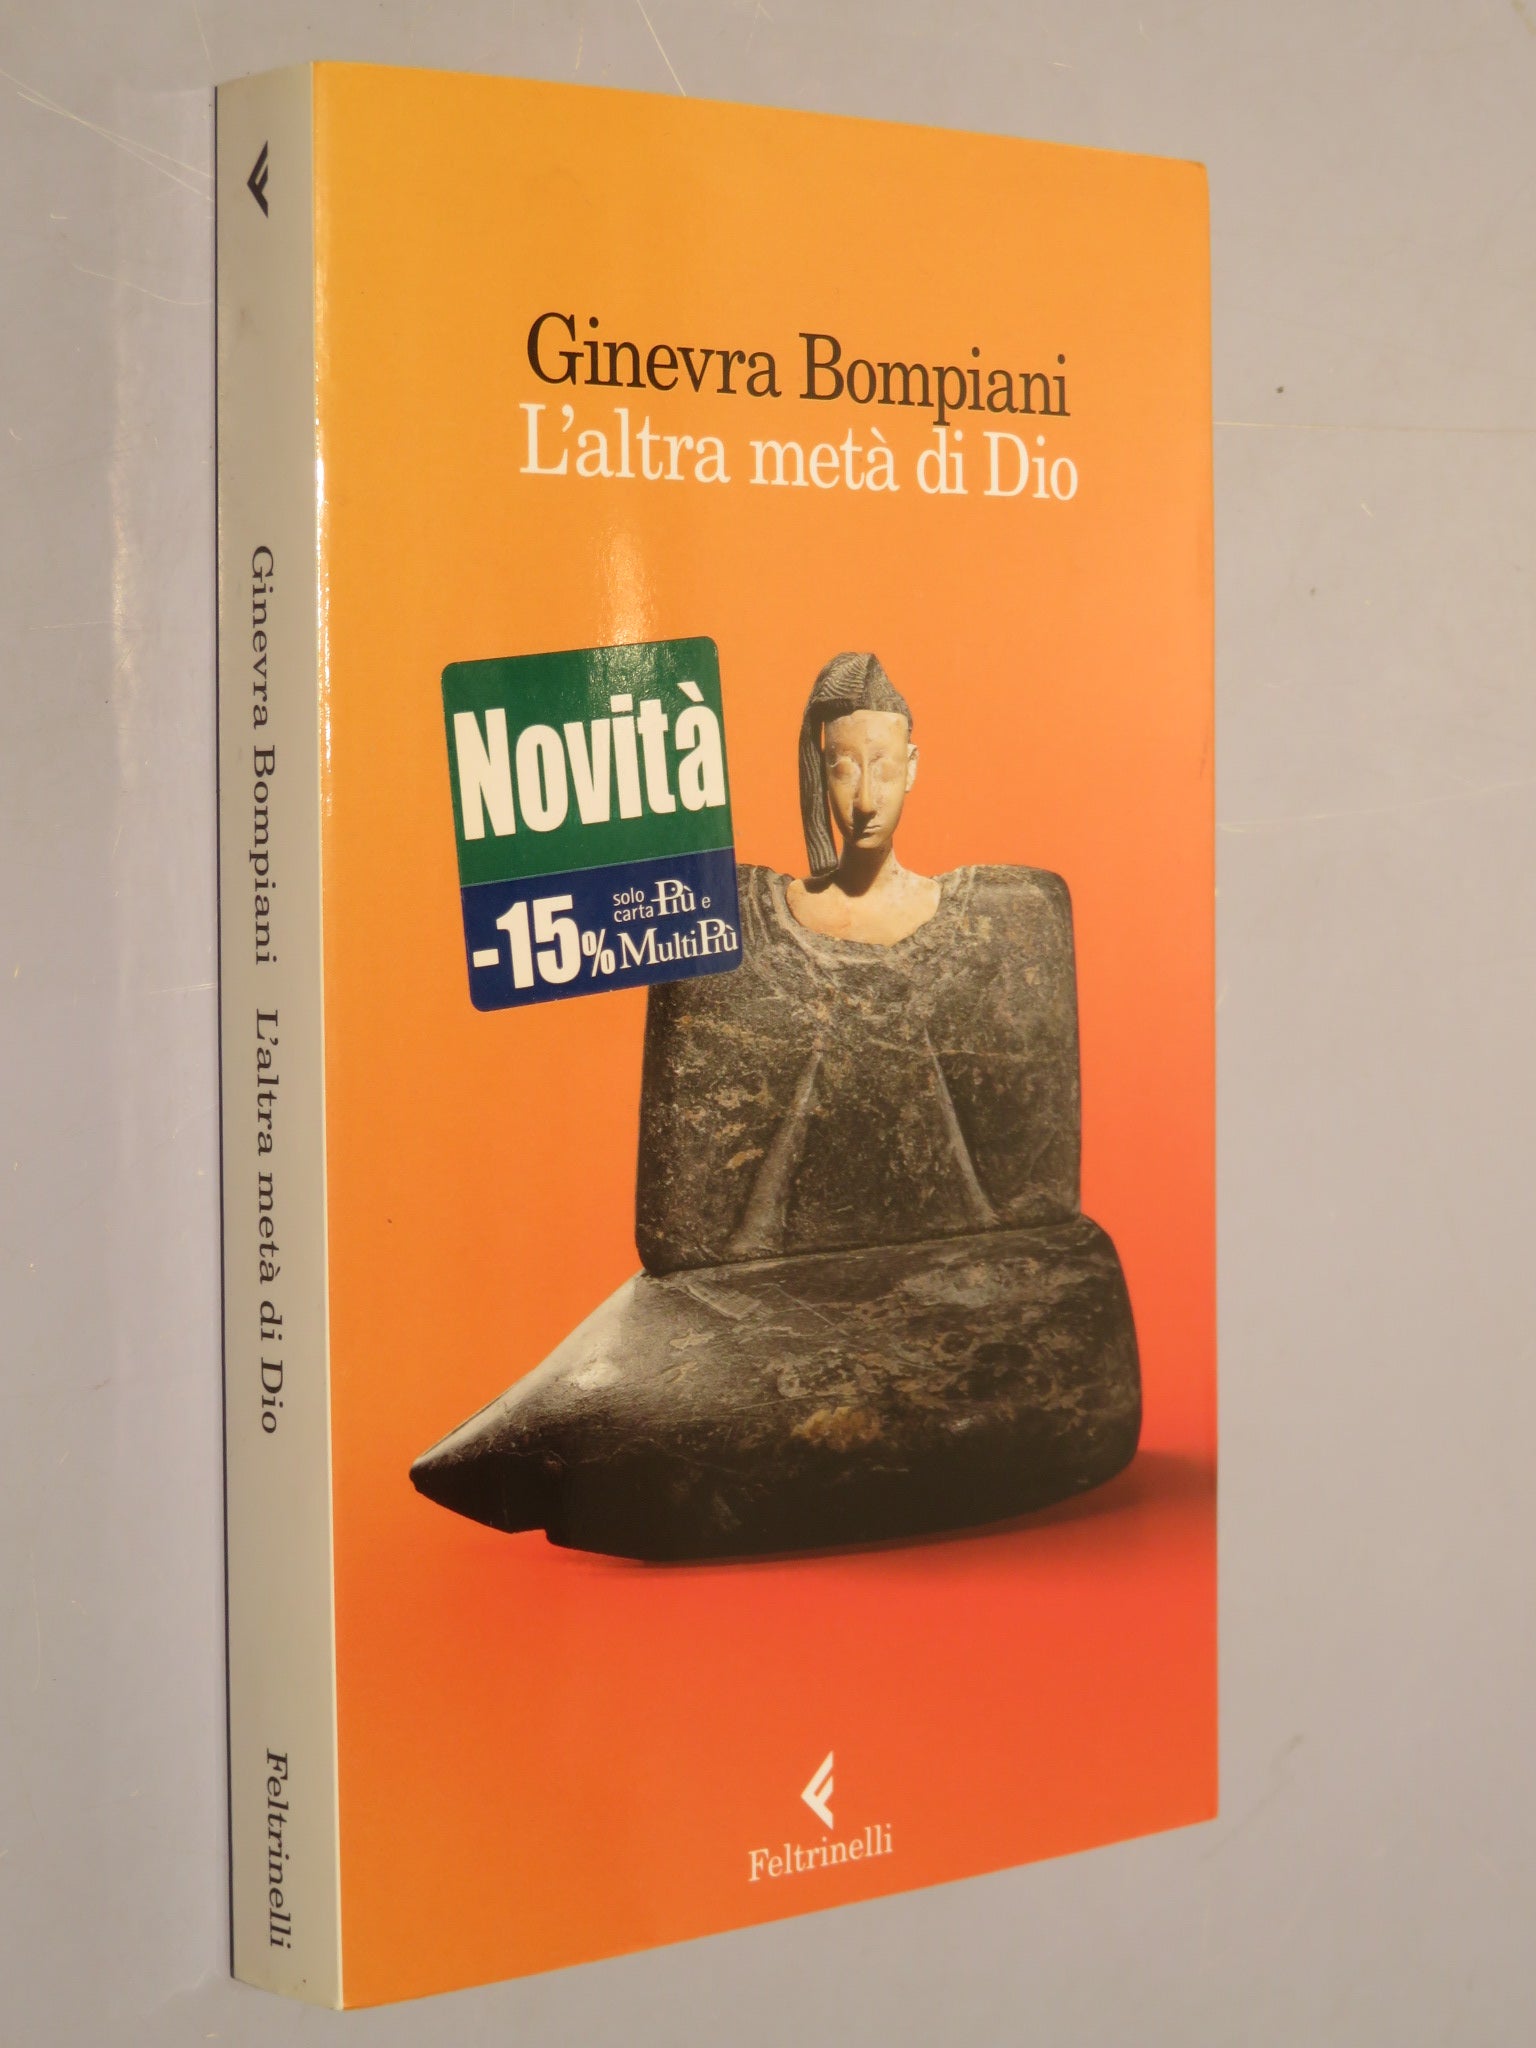 Ginevra Bompiani
L'altra metà di Dio
Novità
-15% solo carta Più e MultiPiù
Feltrinelli
Ginevra Bompiani L'altra metà di Dio Feltrinelli